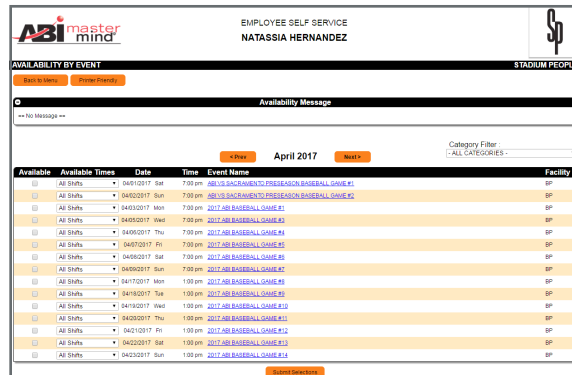 ABI master mind
EMPLOYEE SELF SERVICE
NATASSIA HERNANDEZ
SP
AVAILABILITY BY EVENT STADIUM PEOPL
Back to Menu Printer Friendly
Availability Message
== No Message ==
Category Filter :
< Prev April 2017 Next > - ALL CATEGORIES -
Available Available Times Date Time Event Name Facility
All Shifts 04/01/2017 Sat 7:00 pm ABI VS SACRAMENTO PRESEASON BASEBALL GAME #1 BP
All Shifts 04/02/2017 Sun 7:00 pm ABI VS SACRAMENTO PRESEASON BASEBALL GAME #2 BP
All Shifts 04/03/2017 Mon 7:00 pm 2017 ABI BASEBALL GAME #1 BP
All Shifts 04/05/2017 Wed 7:00 pm 2017 ABI BASEBALL GAME #3 BP
All Shifts 04/06/2017 Thu 7:00 pm 2017 ABI BASEBALL GAME #4 BP
All Shifts 04/07/2017 Fri 7:00 pm 2017 ABI BASEBALL GAME #5 BP
All Shifts 04/08/2017 Sat 7:00 pm 2017 ABI BASEBALL GAME #6 BP
All Shifts 04/09/2017 Sun 7:00 pm 2017 ABI BASEBALL GAME #7 BP
All Shifts 04/17/2017 Mon 1:00 pm 2017 ABI BASEBALL GAME #8 BP
All Shifts 04/18/2017 Tue 1:00 pm 2017 ABI BASEBALL GAME #9 BP
All Shifts 04/19/2017 Wed 1:00 pm 2017 ABI BASEBALL GAME #10 BP
All Shifts 04/20/2017 Thu 1:00 pm 2017 ABI BASEBALL GAME #11 BP
All Shifts 04/21/2017 Fri 1:00 pm 2017 ABI BASEBALL GAME #12 BP
All Shifts 04/22/2017 Sat 1:00 pm 2017 ABI BASEBALL GAME #13 BP
All Shifts 04/23/2017 Sun 1:00 pm 2017 ABI BASEBALL GAME #14 BP
Submit Selections